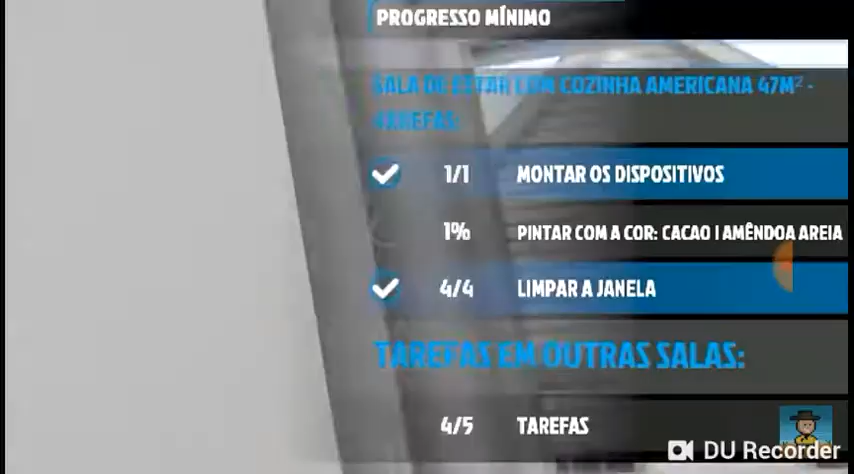 PROGRESSO MÍNIMO
SALA DE ESTAR COM COZINHA AMERICANA 47M² -
4XREFAS:
1/1 MONTAR OS DISPOSITIVOS
1% PINTAR COM A COR: CACAO | AMÊNDOA AREIA
4/4 LIMPAR A JANELA
TAREFAS EM OUTRAS SALAS:
4/5 TAREFAS
DU Recorder